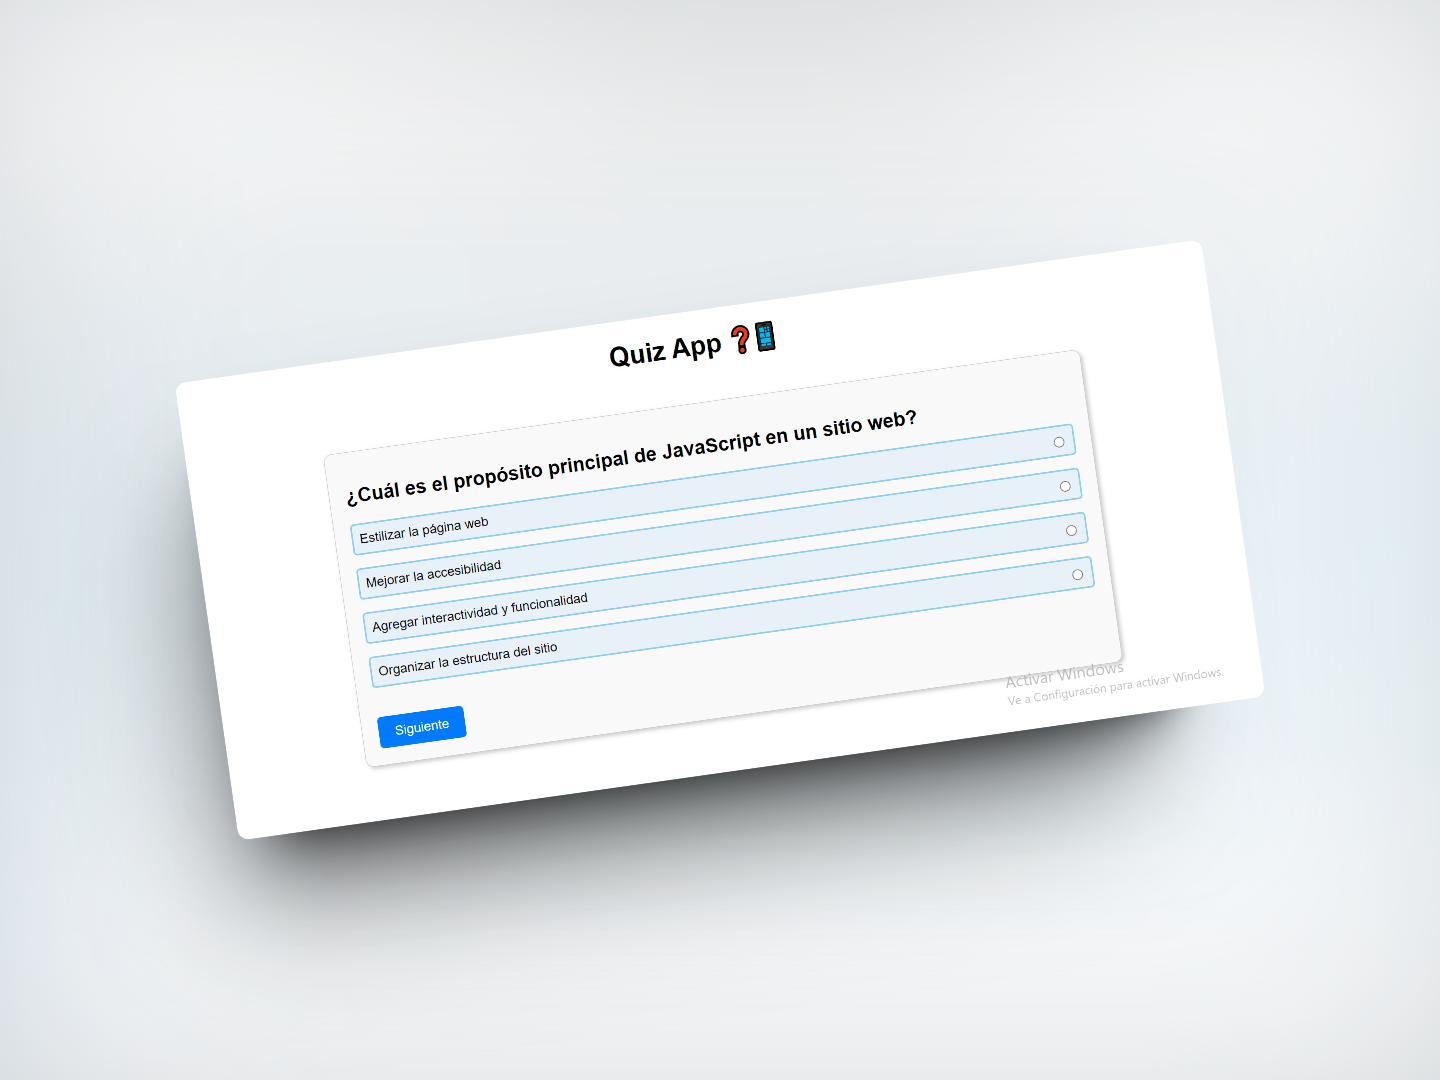 Quiz App ❓📱
¿Cuál es el propósito principal de JavaScript en un sitio web?
Estilizar la página web
Mejorar la accesibilidad
Agregar interactividad y funcionalidad
Organizar la estructura del sitio
Siguiente
Activar Windows
Ve a Configuración para activar Windows.